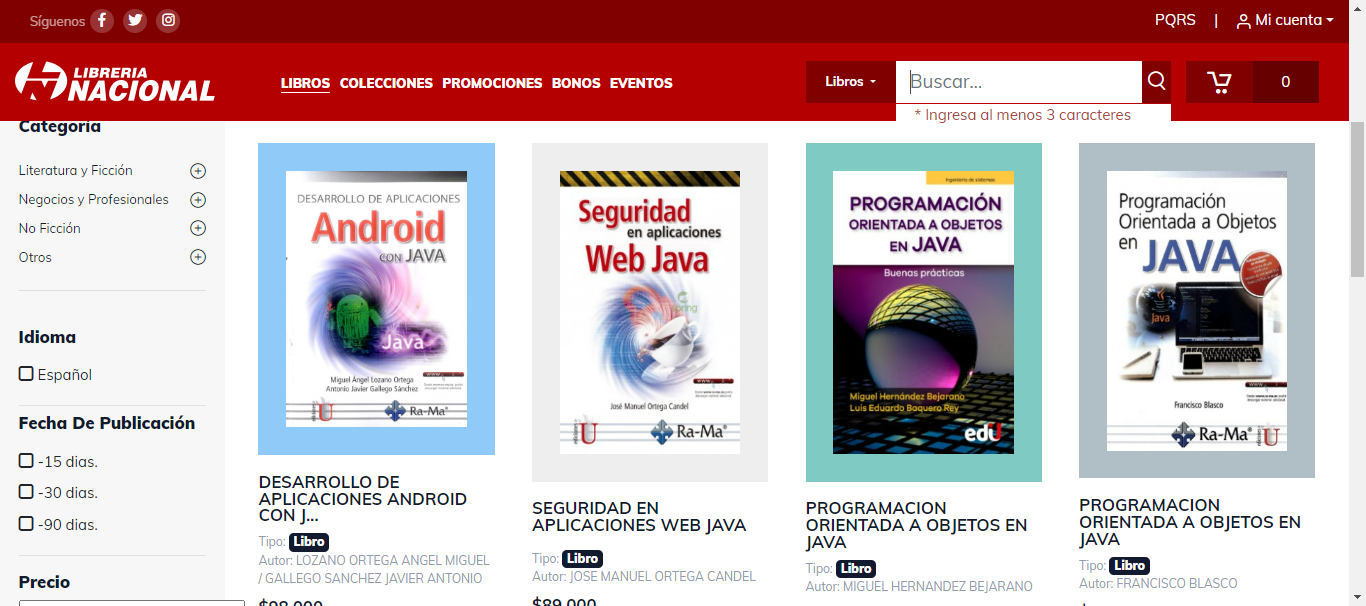 Síguenos
PQRS | Mi cuenta
LIBRERIA
NACIONAL
LIBROS COLECCIONES PROMOCIONES BONOS EVENTOS
Libros
Buscar...
0
* Ingresa al menos 3 caracteres
Categoría
Literatura y Ficción
Negocios y Profesionales
No Ficción
Otros
Idioma
Español
Fecha De Publicación
-15 dias.
-30 dias.
-90 dias.
Precio
DESARROLLO DE APLICACIONES
Android
CON JAVA
Java
Miguel Ángel Lozano Ortega
Antonio Javier Gallego Sánchez
ediciones U
Ra-Ma®
DESARROLLO DE
APLICACIONES ANDROID
CON J...
Tipo: Libro
Autor: LOZANO ORTEGA ANGEL MIGUEL
/ GALLEGO SANCHEZ JAVIER ANTONIO
$98.000
Seguridad
en aplicaciones
Web Java
José Manuel Ortega Candel
ediciones U
Ra-Ma®
SEGURIDAD EN
APLICACIONES WEB JAVA
Tipo: Libro
Autor: JOSE MANUEL ORTEGA CANDEL
$89.000
Ingeniería de sistemas
PROGRAMACIÓN
ORIENTADA A OBJETOS
EN JAVA
Buenas prácticas
Miguel Hernández Bejarano
Luis Eduardo Baquero Rey
ediU
PROGRAMACION
ORIENTADA A OBJETOS EN
JAVA
Tipo: Libro
Autor: MIGUEL HERNANDEZ BEJARANO
Programación
Orientada a Objetos
en JAVA
Java
Francisco Blasco
Ra-Ma®
ediciones U
PROGRAMACION
ORIENTADA A OBJETOS EN
JAVA
Tipo: Libro
Autor: FRANCISCO BLASCO